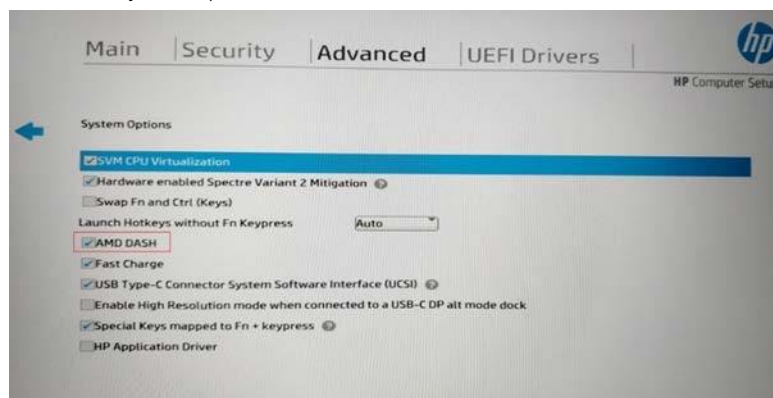 Main Security Advanced UEFI Drivers
hp
HP Computer Setu
System Options
SVM CPU Virtualization
Hardware enabled Spectre Variant 2 Mitigation ?
Swap Fn and Ctrl (Keys)
Launch Hotkeys without Fn Keypress Auto
AMD DASH
Fast Charge
USB Type-C Connector System Software Interface (UCSI) ?
Enable High Resolution mode when connected to a USB-C DP alt mode dock
Special Keys mapped to Fn + keypress ?
HP Application Driver